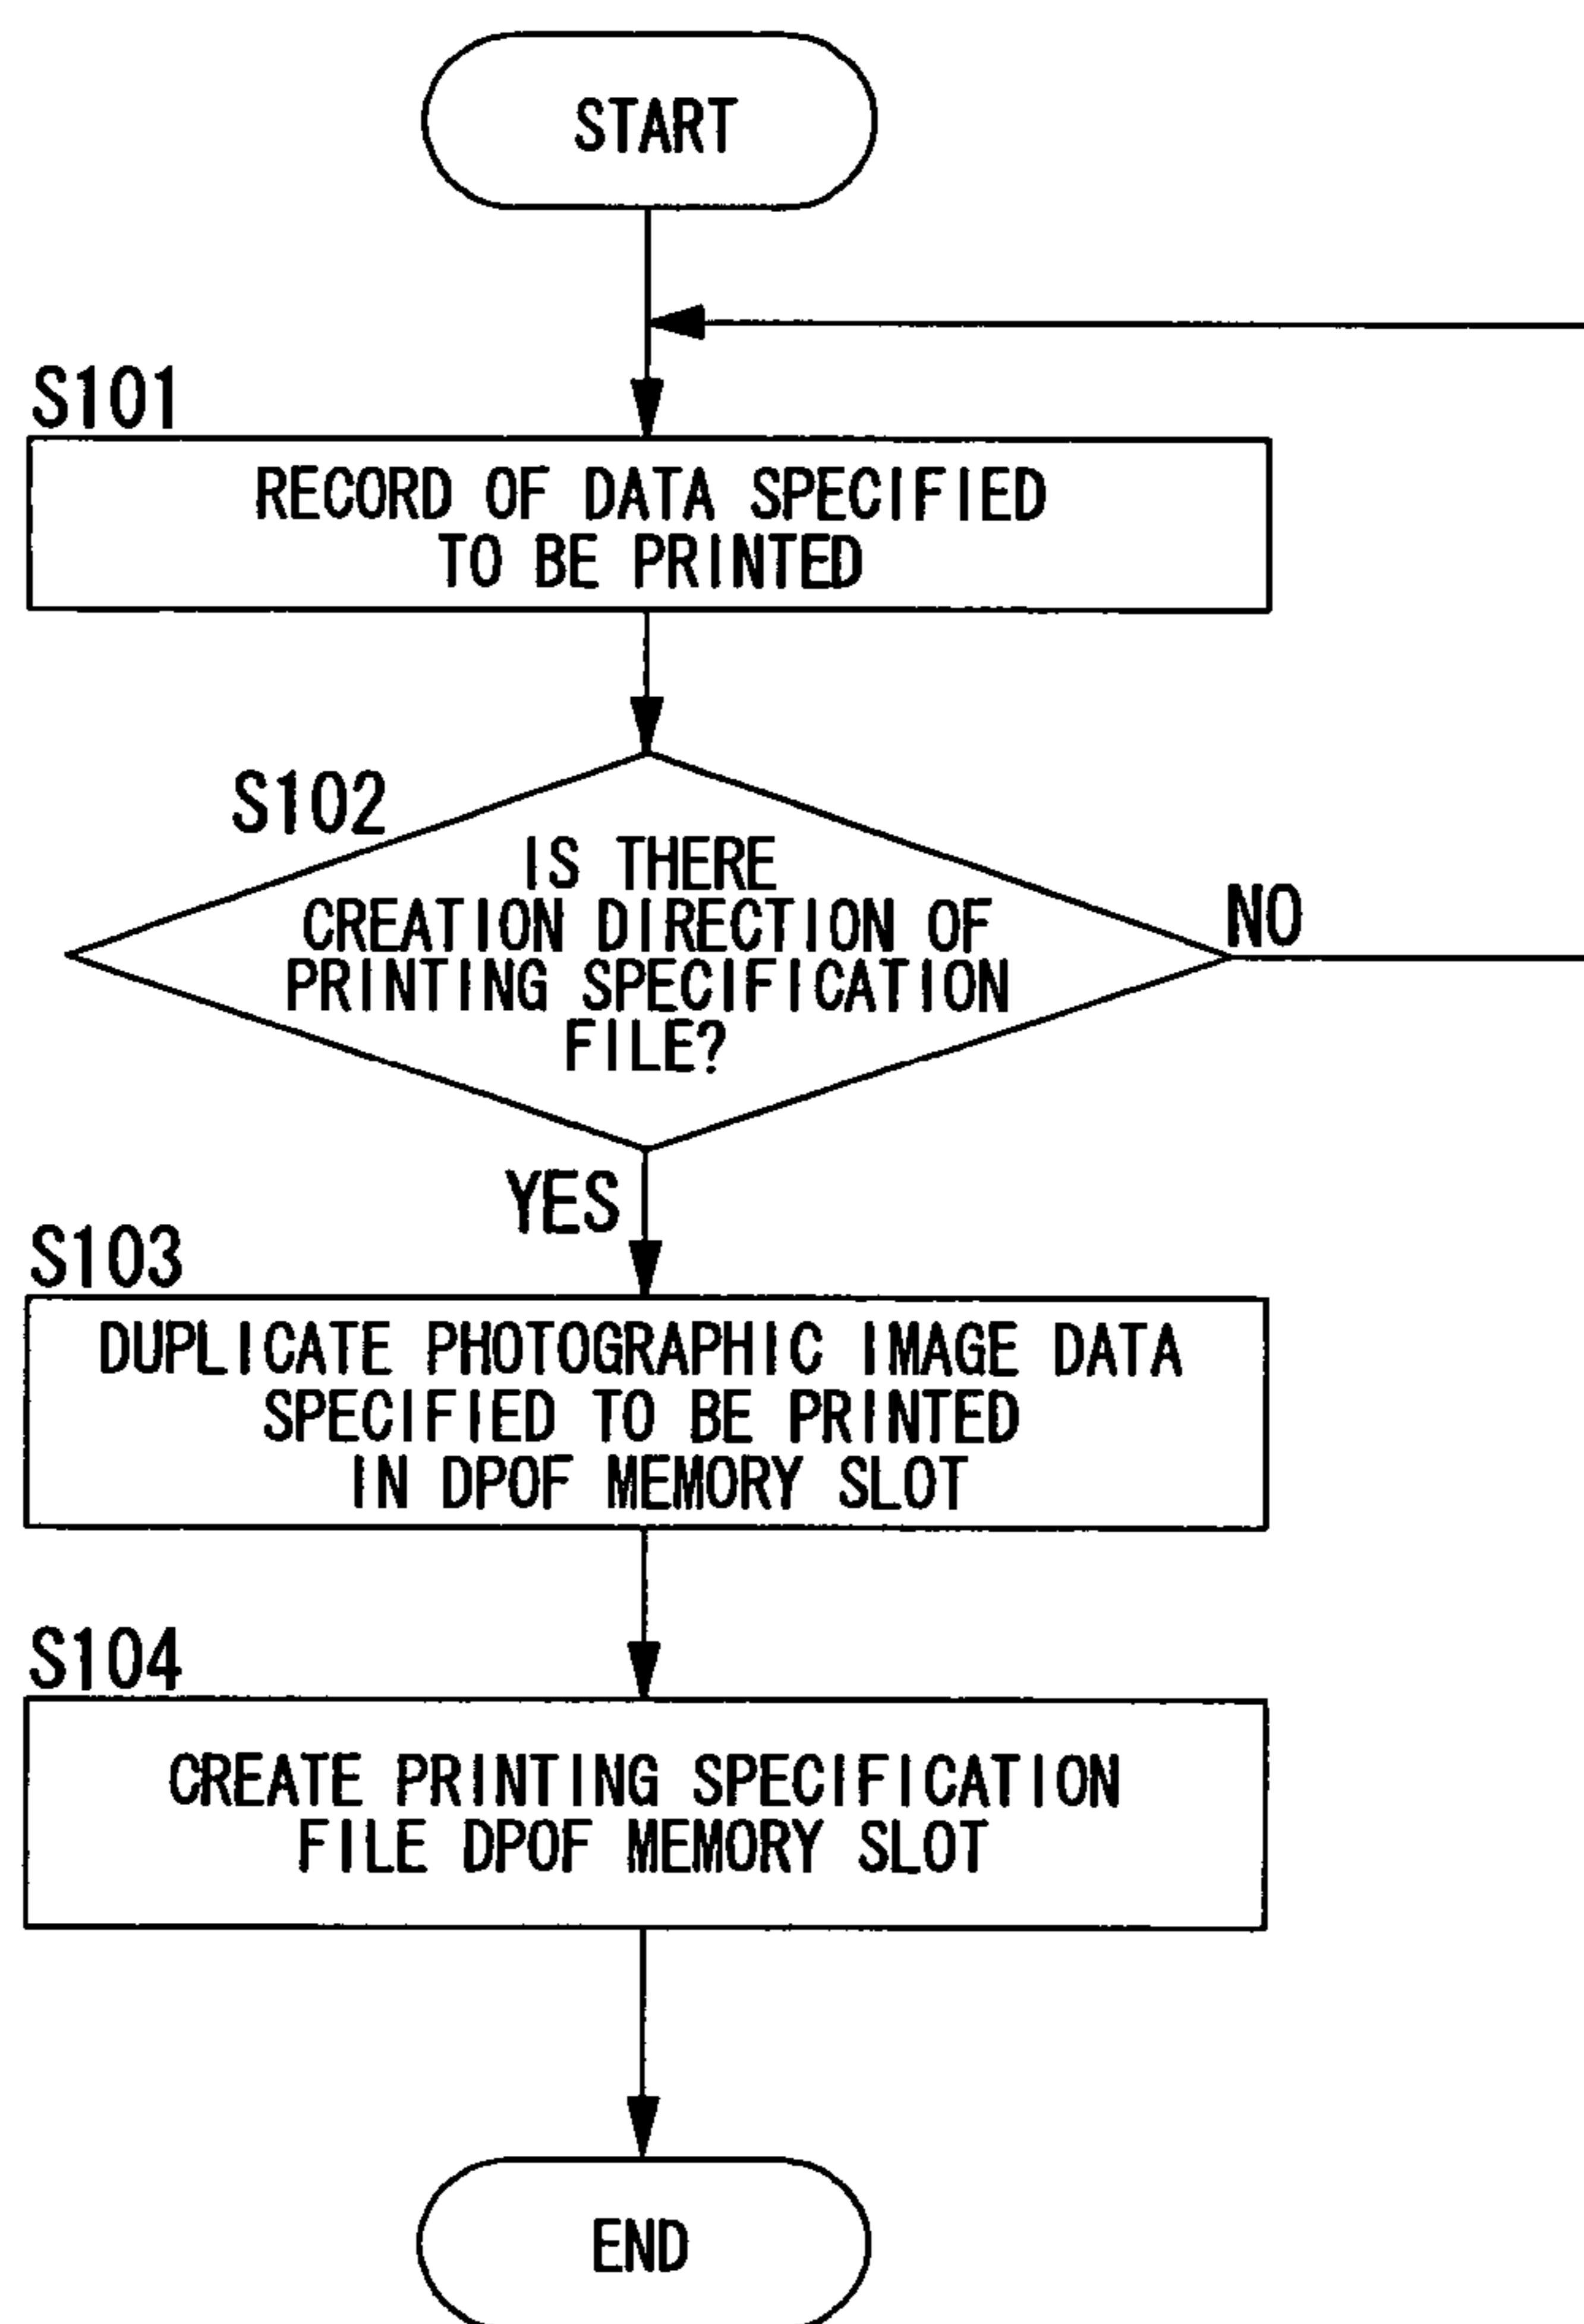 START
S101
RECORD OF DATA SPECIFIED
TO BE PRINTED
S102
IS THERE
CREATION DIRECTION OF
PRINTING SPECIFICATION
FILE?
NO
YES
S103
DUPLICATE PHOTOGRAPHIC IMAGE DATA
SPECIFIED TO BE PRINTED
IN DPOF MEMORY SLOT
S104
CREATE PRINTING SPECIFICATION
FILE DPOF MEMORY SLOT
END